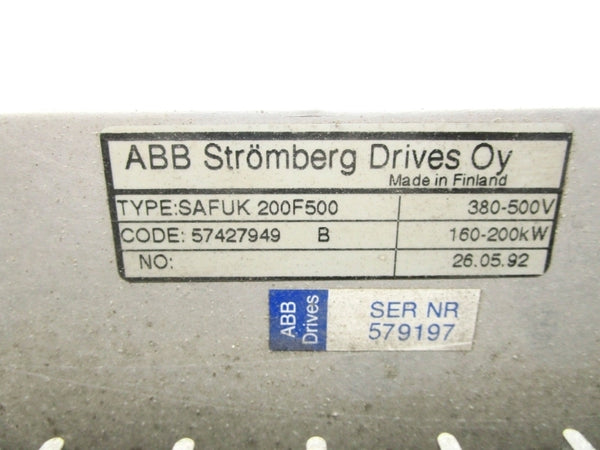 ABB Strömberg Drives Oy
Made in Finland
TYPE:SAFUK 200F500 380-500V
CODE: 57427949 B 160-200kW
NO: 26.05.92
ABB Drives
SER NR
579197